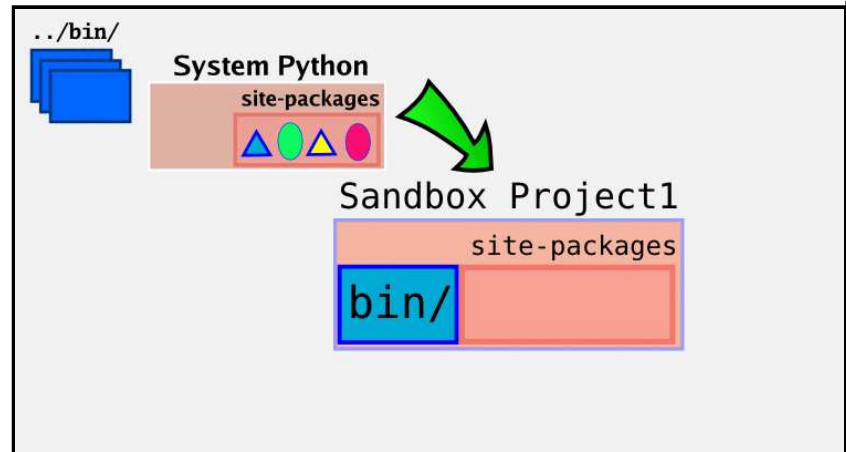 ../bin/
System Python
site-packages
Sandbox Project1
site-packages
bin/